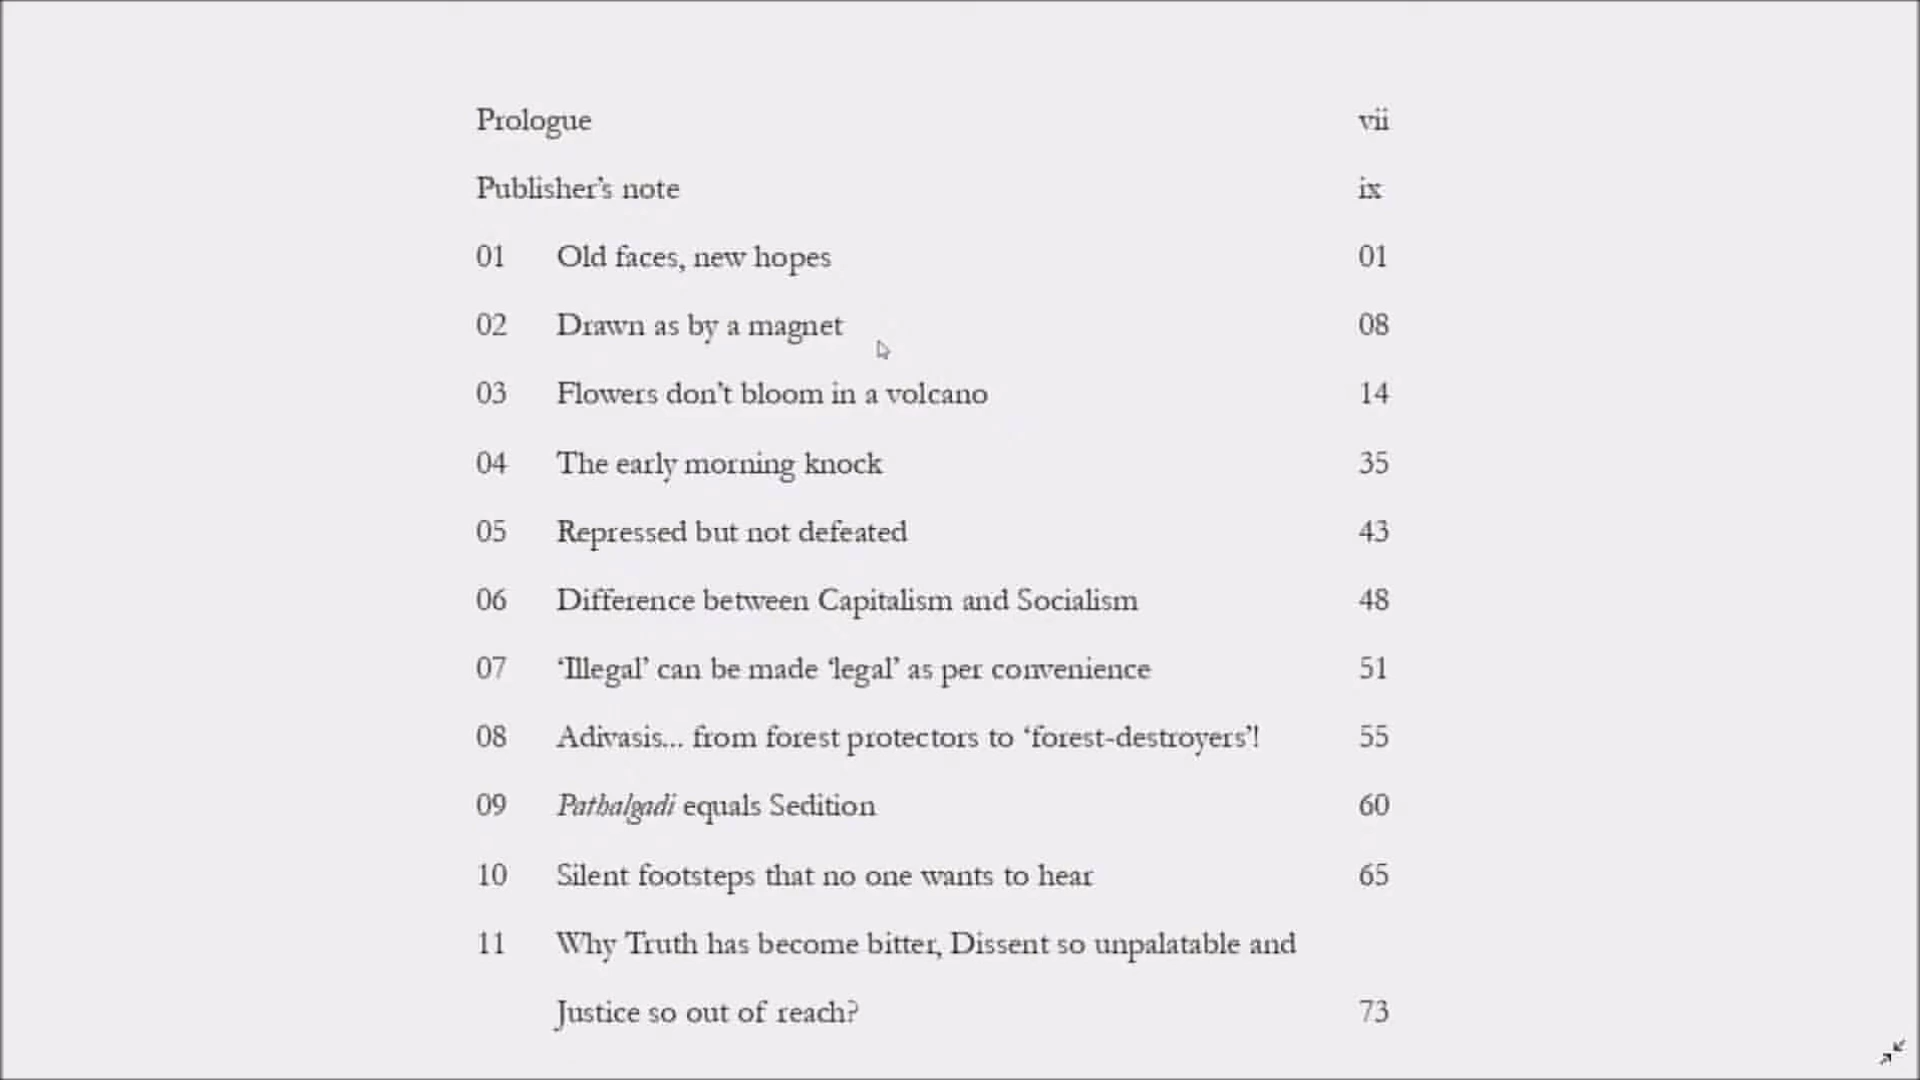 Prologue vii
Publisher's note ix
01 Old faces, new hopes 01
02 Drawn as by a magnet 08
03 Flowers don't bloom in a volcano 14
04 The early morning knock 35
05 Repressed but not defeated 43
06 Difference between Capitalism and Socialism 48
07 ‘Illegal’ can be made ‘legal’ as per convenience 51
08 Adivasis... from forest protectors to ‘forest-destroyers’! 55
09 Pathalgadi equals Sedition 60
10 Silent footsteps that no one wants to hear 65
11 Why Truth has become bitter, Dissent so unpalatable and
Justice so out of reach? 73